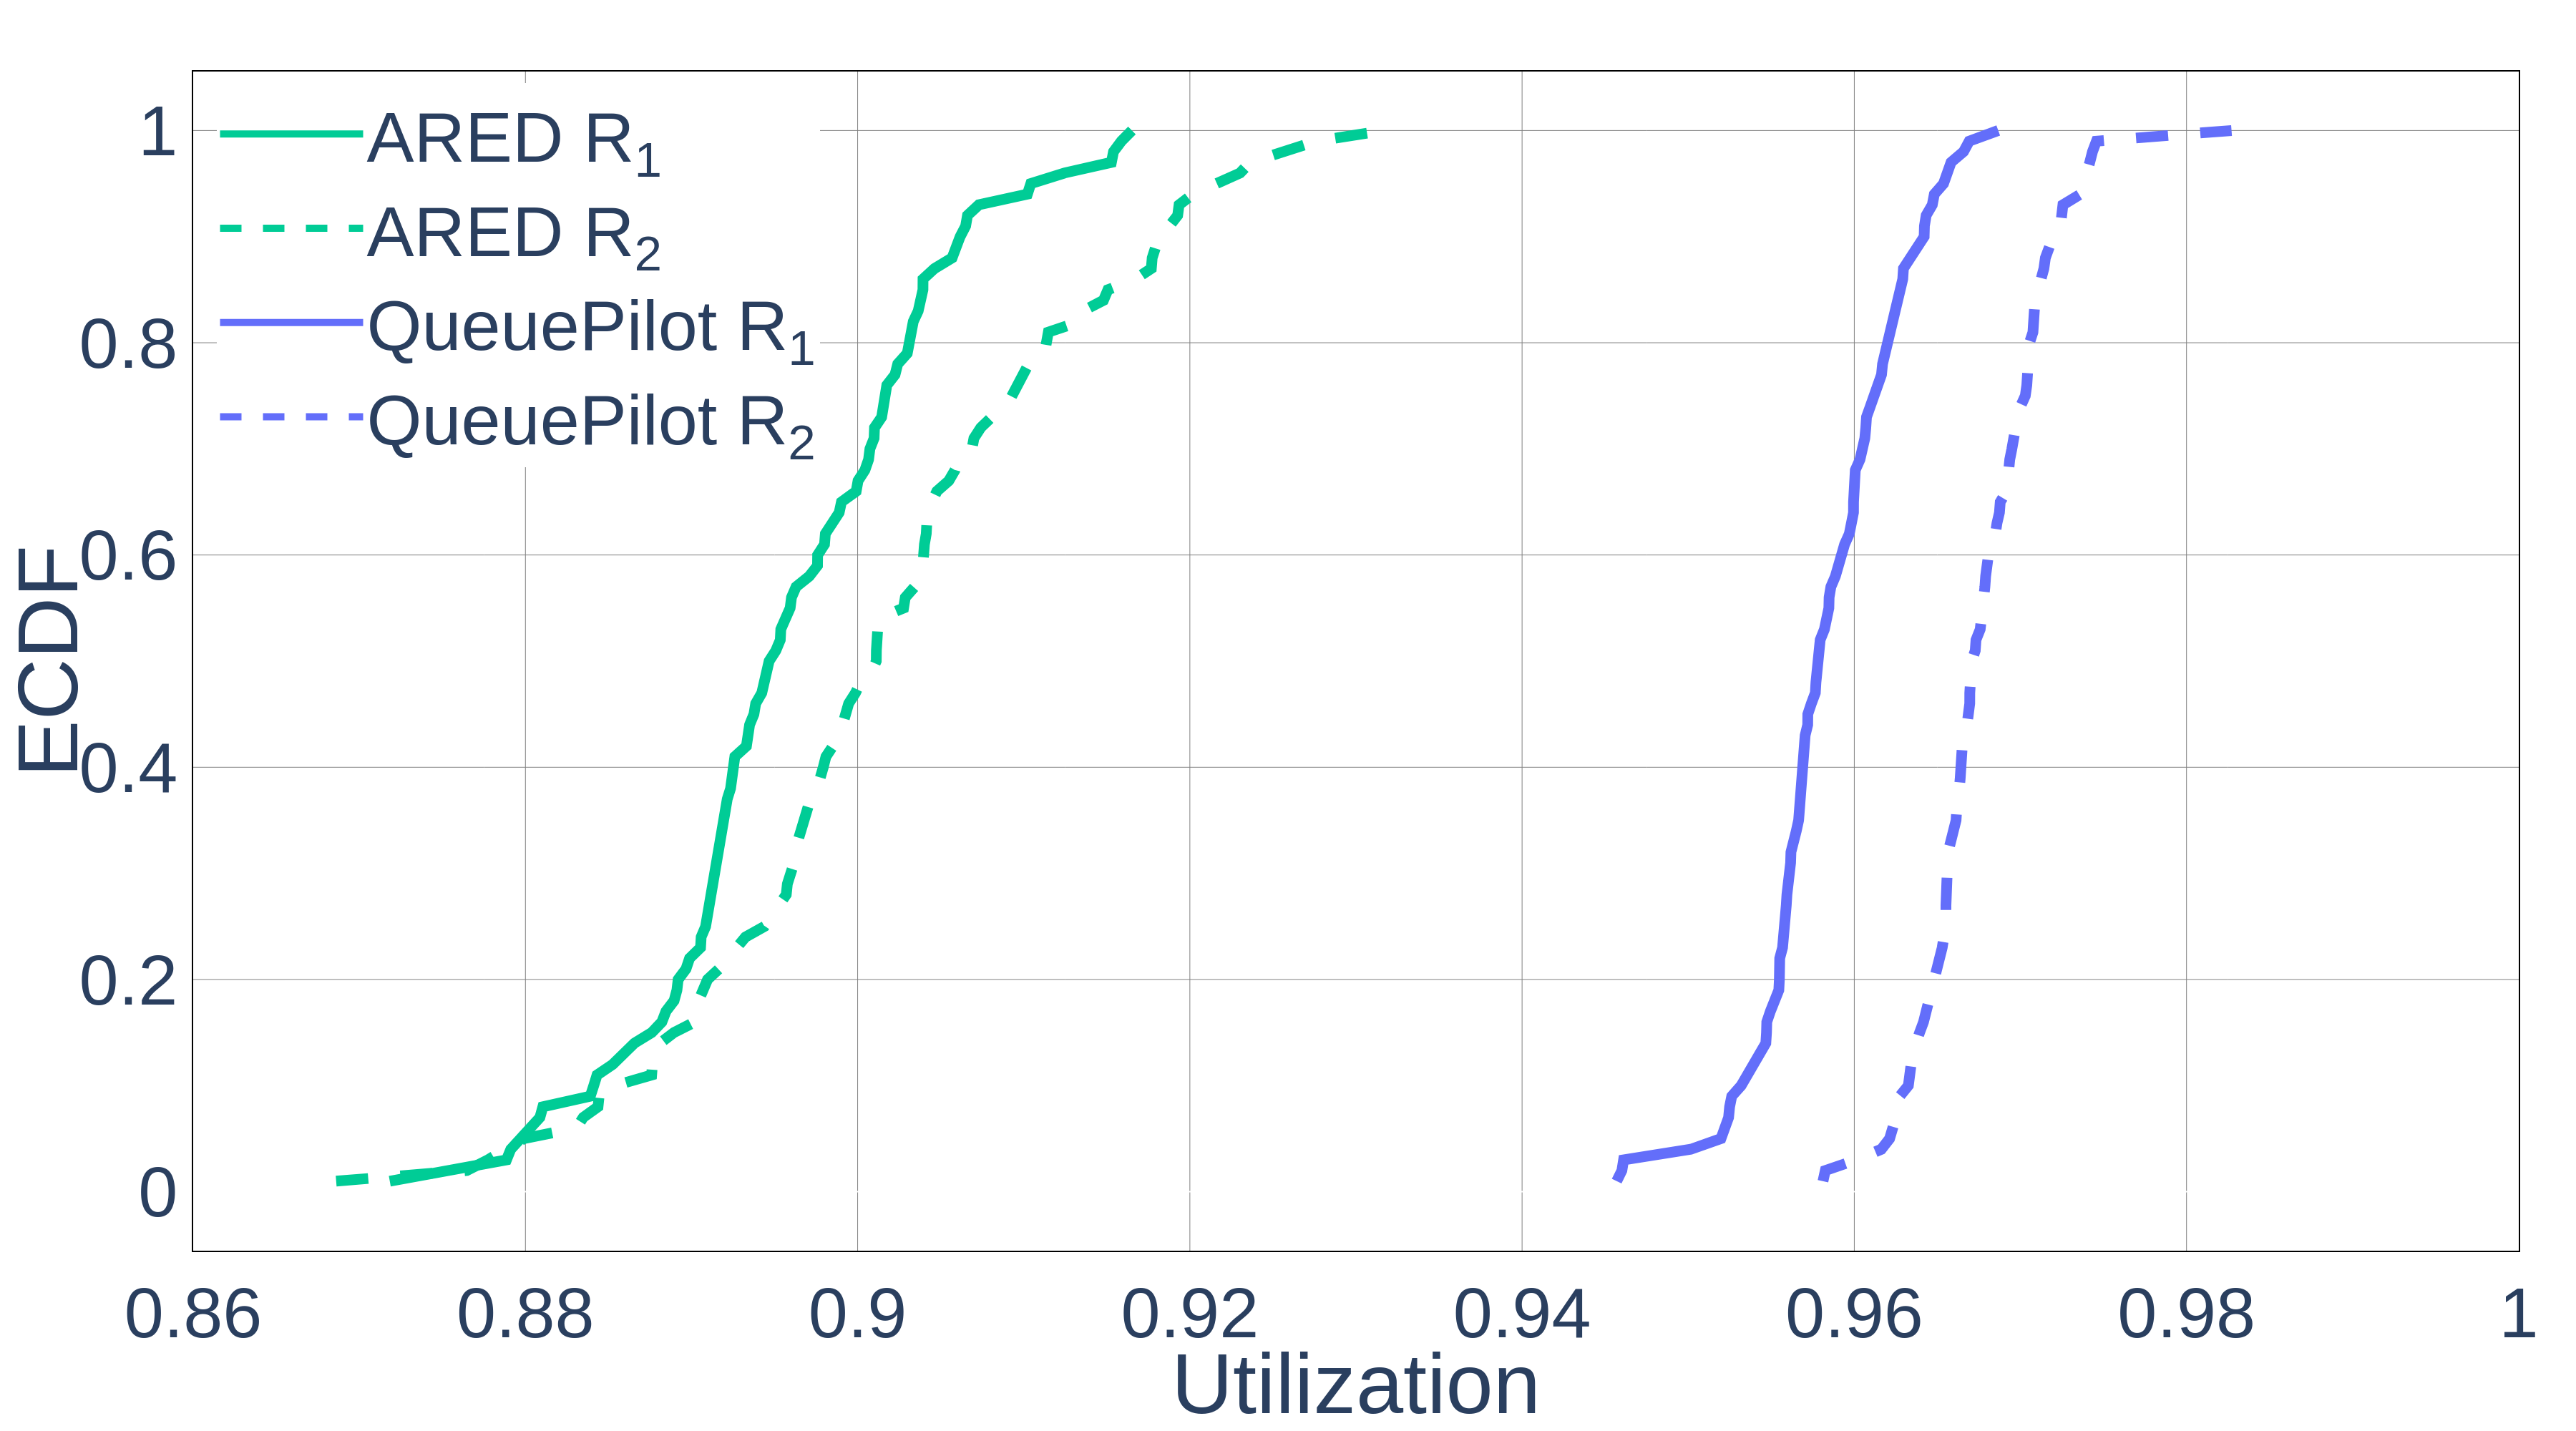 ARED R1
ARED R2
QueuePilot R1
QueuePilot R2
1
0.8
0.6
0.4
0.2
0
ECDF
0.86 0.88 0.9 0.92 0.94 0.96 0.98 1
Utilization